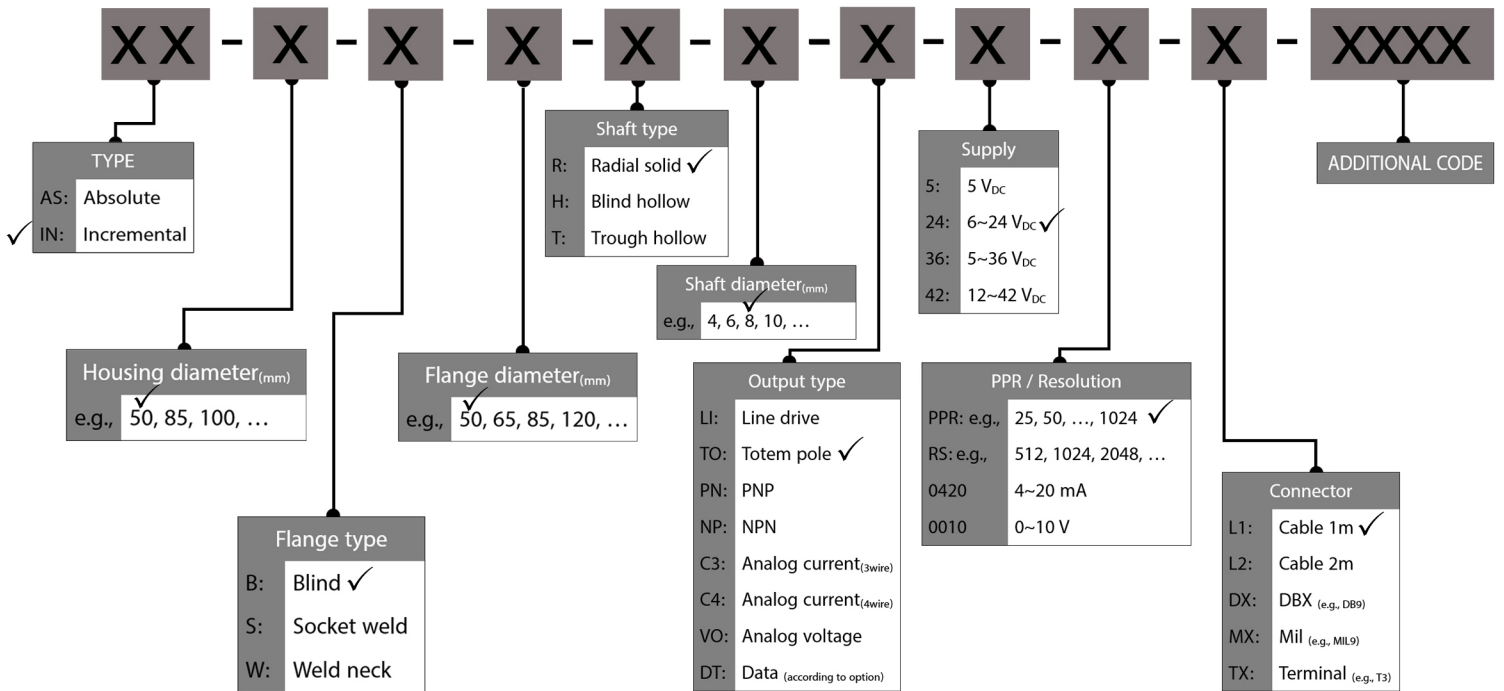 XX - X - X - X - X - X - X - X - X - X - XXXX
TYPE
AS: Absolute
IN: Incremental
Housing diameter(mm)
e.g., 50, 85, 100, ...
Flange type
B: Blind
S: Socket weld
W: Weld neck
Flange diameter(mm)
e.g., 50, 65, 85, 120, ...
Shaft type
R: Radial solid
H: Blind hollow
T: Trough hollow
Shaft diameter(mm)
e.g., 4, 6, 8, 10, ...
Output type
LI: Line drive
TO: Totem pole
PN: PNP
NP: NPN
C3: Analog current(3wire)
C4: Analog current(4wire)
VO: Analog voltage
DT: Data (according to option)
Supply
5: 5 VDC
24: 6~24 VDC
36: 5~36 VDC
42: 12~42 VDC
PPR / Resolution
PPR: e.g., 25, 50, ..., 1024
RS: e.g., 512, 1024, 2048, ...
0420 4~20 mA
0010 0~10 V
Connector
L1: Cable 1m
L2: Cable 2m
DX: DBX (e.g., DB9)
MX: Mil (e.g., MIL9)
TX: Terminal (e.g., T3)
ADDITIONAL CODE